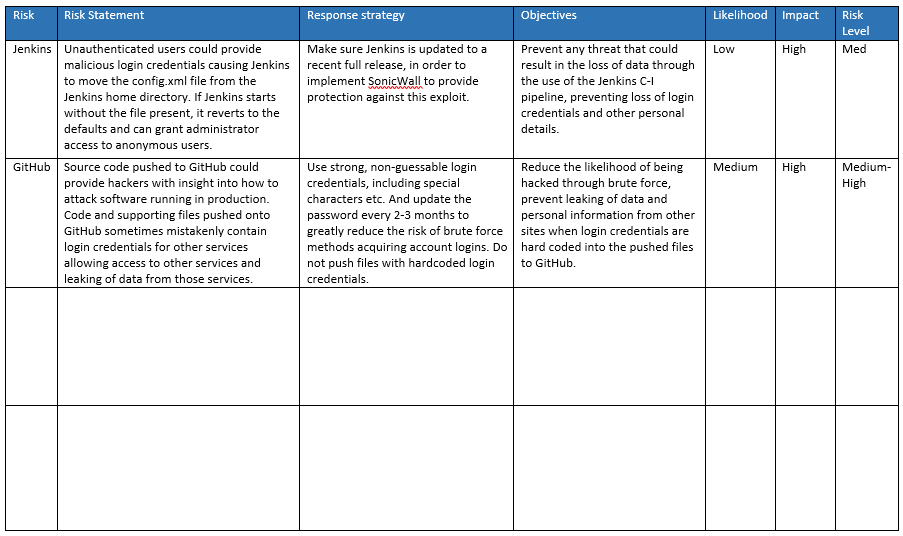 Risk Risk Statement Response strategy Objectives Likelihood Impact Risk
Level
Jenkins
Unauthenticated users could provide
malicious login credentials causing Jenkins
to move the config.xml file from the
Jenkins home directory. If Jenkins starts
without the file present, it reverts to the
defaults and can grant administrator
access to anonymous users.
Make sure Jenkins is updated to a
recent full release, in order to
implement SonicWall to provide
protection against this exploit.
Prevent any threat that could
result in the loss of data through
the use of the Jenkins C-I
pipeline, preventing loss of login
credentials and other personal
details.
Low
High
Med
GitHub
Source code pushed to GitHub could
provide hackers with insight into how to
attack software running in production.
Code and supporting files pushed onto
GitHub sometimes mistakenly contain
login credentials for other services
allowing access to other services and
leaking of data from those services.
Use strong, non-guessable login
credentials, including special
characters etc. And update the
password every 2-3 months to
greatly reduce the risk of brute force
methods acquiring account logins. Do
not push files with hardcoded login
credentials.
Reduce the likelihood of being
hacked through brute force,
prevent leaking of data and
personal information from other
sites when login credentials are
hard coded into the pushed files
to GitHub.
Medium
High
Medium-
High